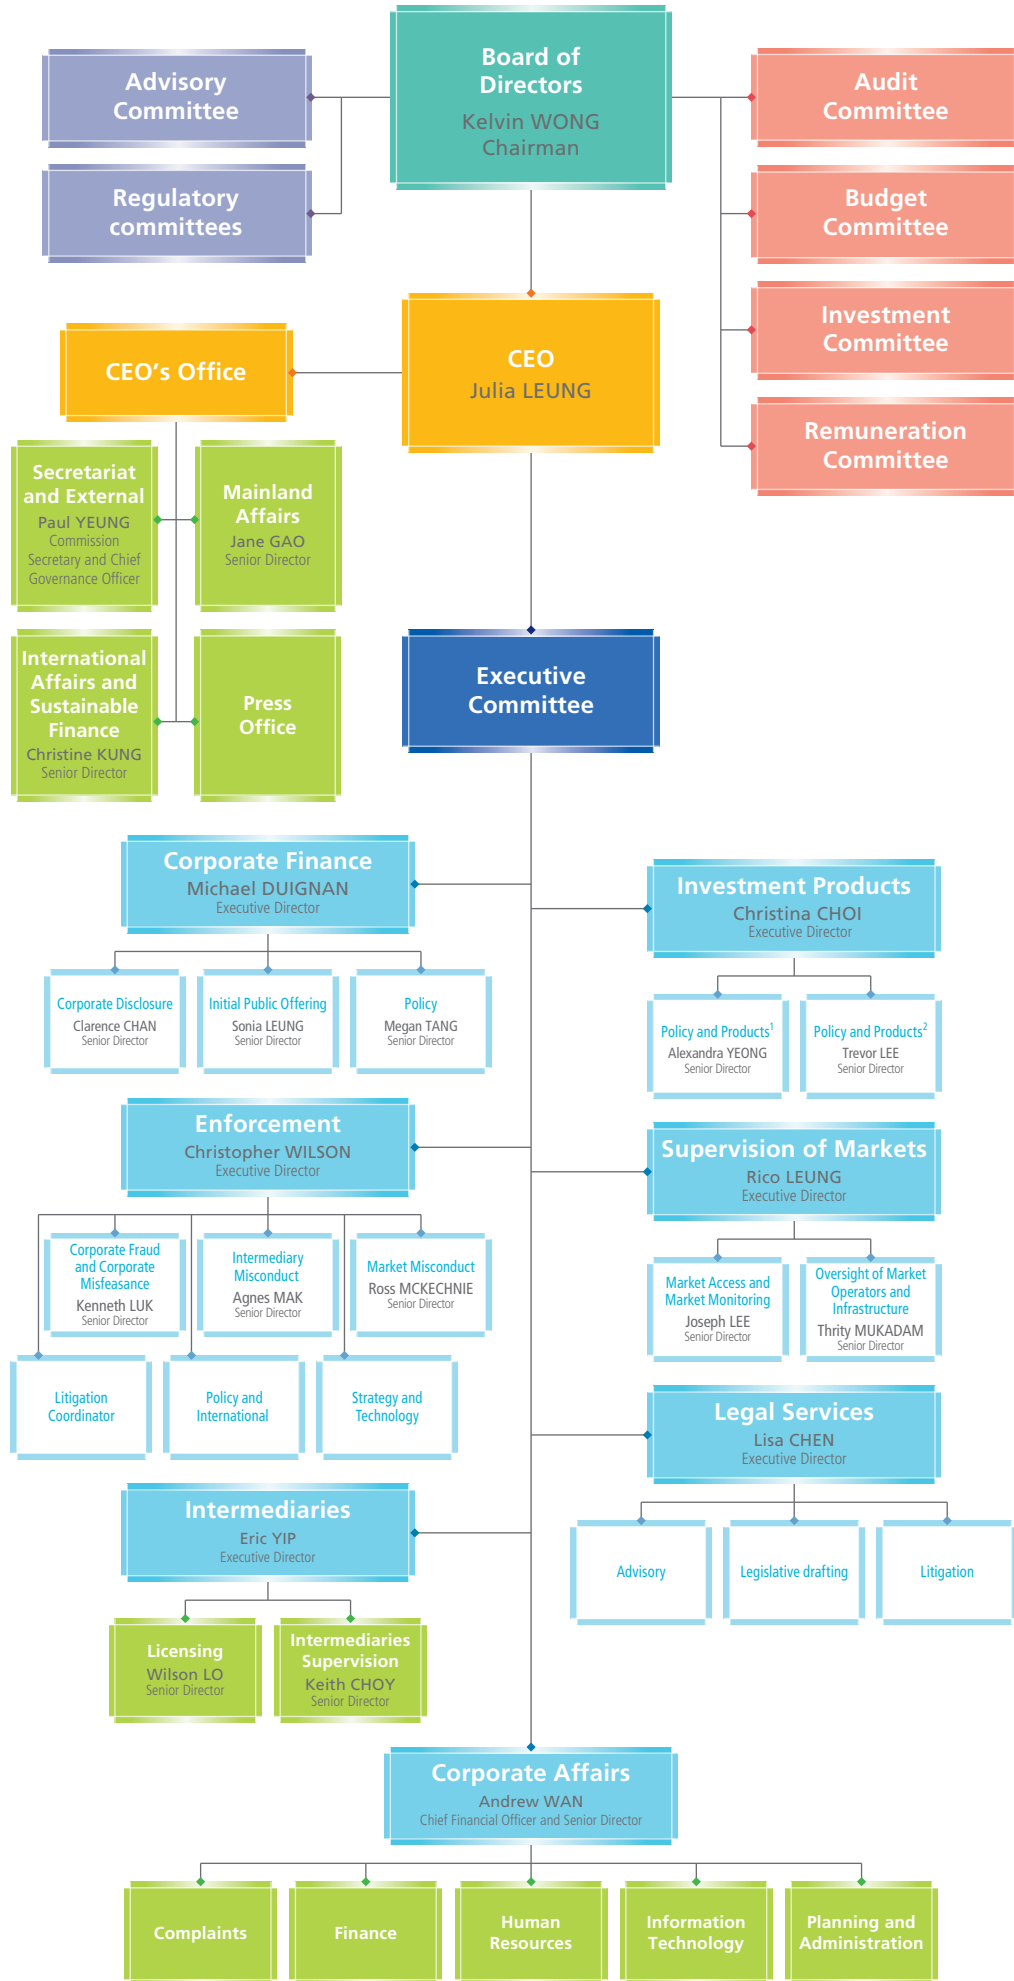 Board of
Directors
Kelvin WONG
Chairman
Advisory
Committee
Regulatory
committees
Audit
Committee
Budget
Committee
Investment
Committee
Remuneration
Committee
CEO
Julia LEUNG
CEO’s Office
Secretariat
and External
Paul YEUNG
Commission
Secretary and Chief
Governance Officer
Mainland
Affairs
Jane GAO
Senior Director
International
Affairs and
Sustainable
Finance
Christine KUNG
Senior Director
Press
Office
Executive
Committee
Corporate Finance
Michael DUIGNAN
Executive Director
Corporate Disclosure
Clarence CHAN
Senior Director
Initial Public Offering
Sonia LEUNG
Senior Director
Policy
Megan TANG
Senior Director
Investment Products
Christina CHOI
Executive Director
Policy and Products1
Alexandra YEONG
Senior Director
Policy and Products2
Trevor LEE
Senior Director
Enforcement
Christopher WILSON
Executive Director
Corporate Fraud
and Corporate
Misfeasance
Kenneth LUK
Senior Director
Intermediary
Misconduct
Agnes MAK
Senior Director
Market Misconduct
Ross MCKECHNIE
Senior Director
Litigation
Coordinator
Policy and
International
Strategy and
Technology
Supervision of Markets
Rico LEUNG
Executive Director
Market Access and
Market Monitoring
Joseph LEE
Senior Director
Oversight of Market
Operators and
Infrastructure
Thrity MUKADAM
Senior Director
Legal Services
Lisa CHEN
Executive Director
Advisory
Legislative drafting
Litigation
Intermediaries
Eric YIP
Executive Director
Licensing
Wilson LO
Senior Director
Intermediaries
Supervision
Keith CHOY
Senior Director
Corporate Affairs
Andrew WAN
Chief Financial Officer and Senior Director
Complaints
Finance
Human
Resources
Information
Technology
Planning and
Administration